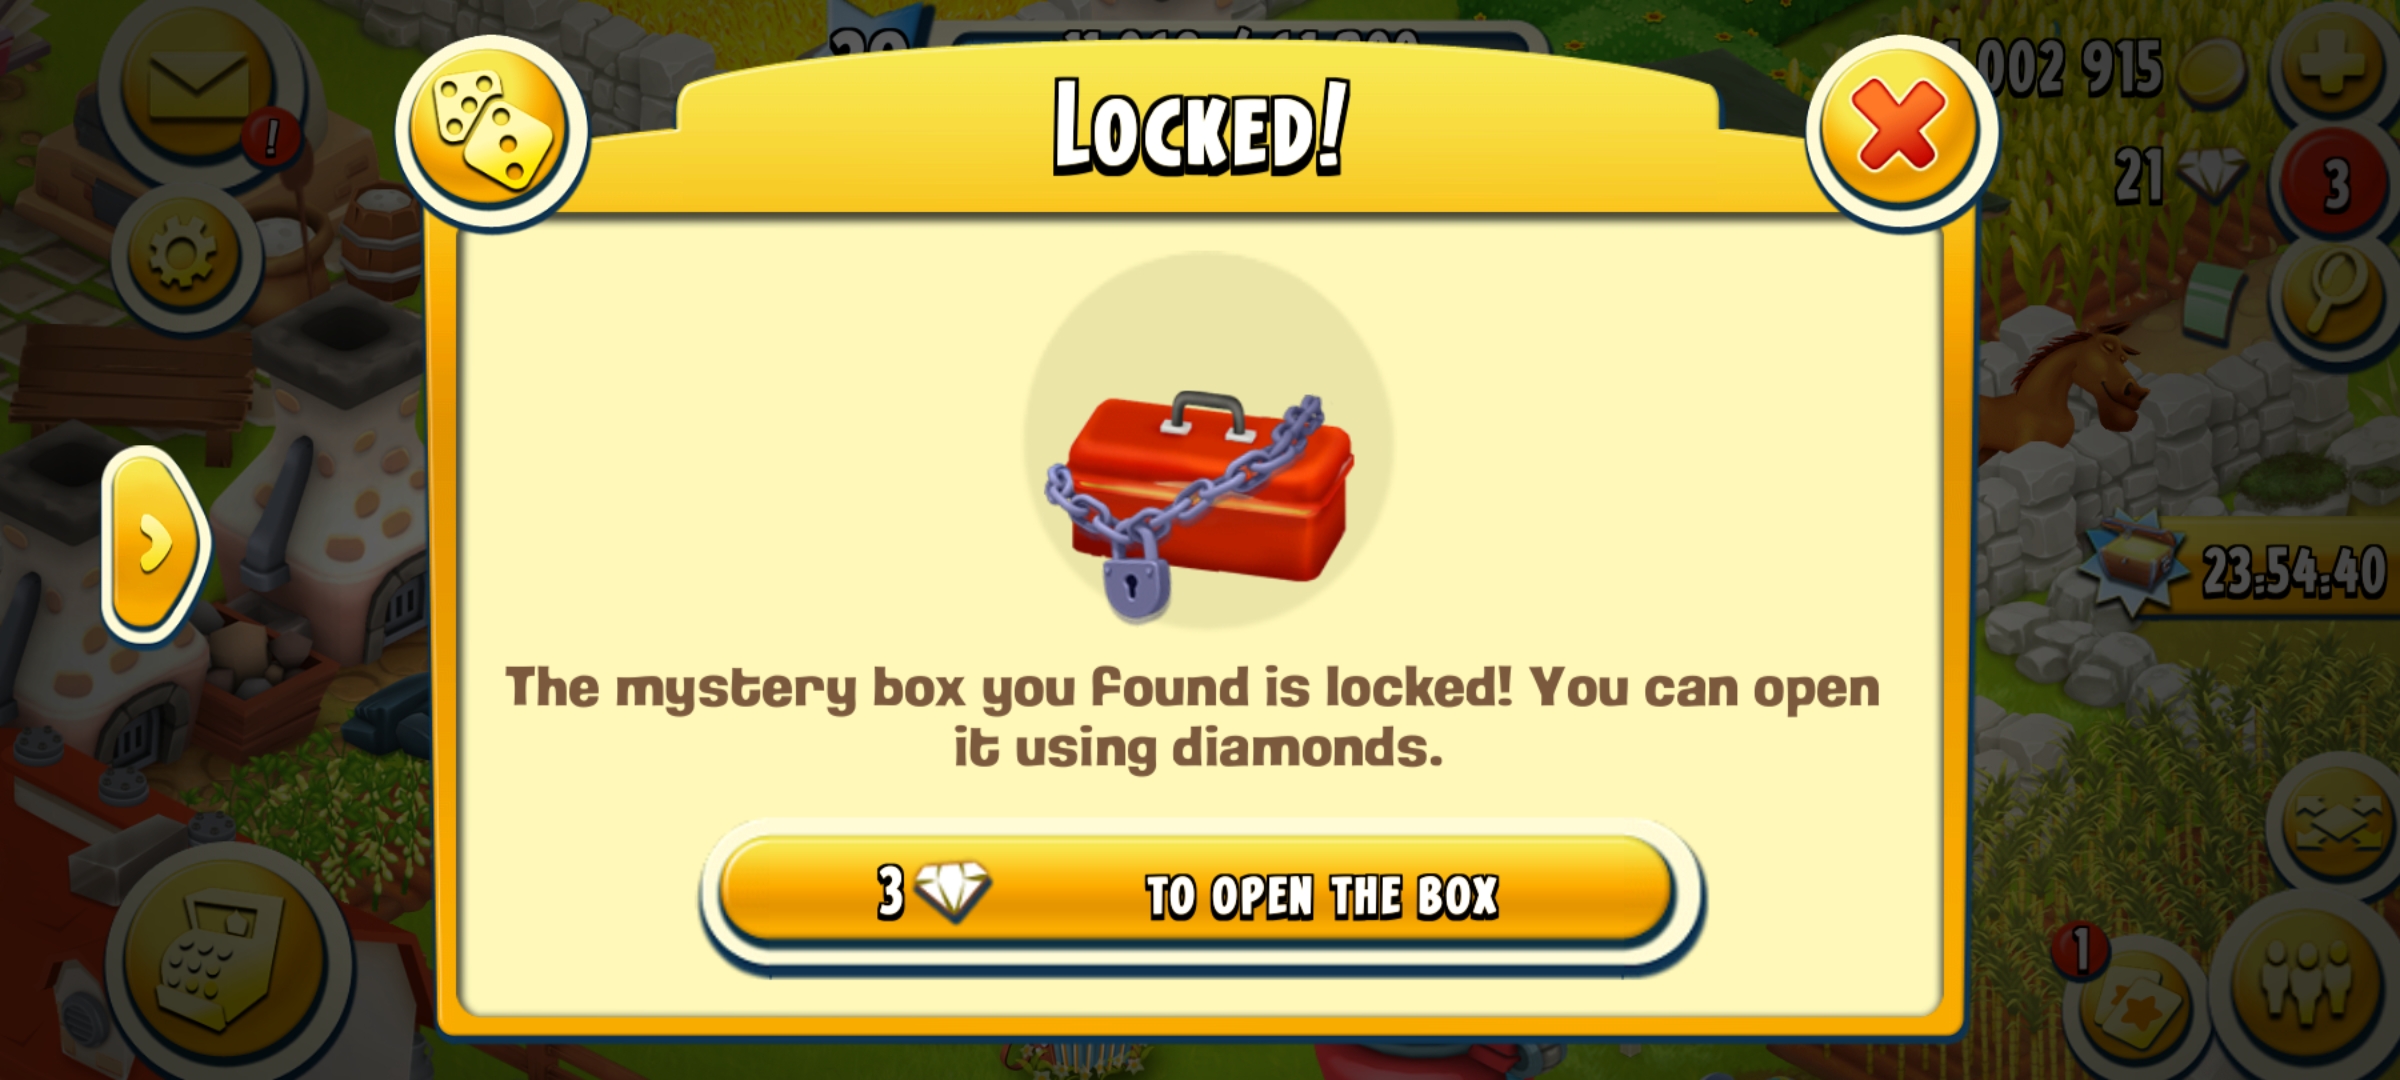 LOCKED!
002 915
21
3
!
23:54:40
The mystery box you found is locked! You can open
it using diamonds.
3 TO OPEN THE BOX
1